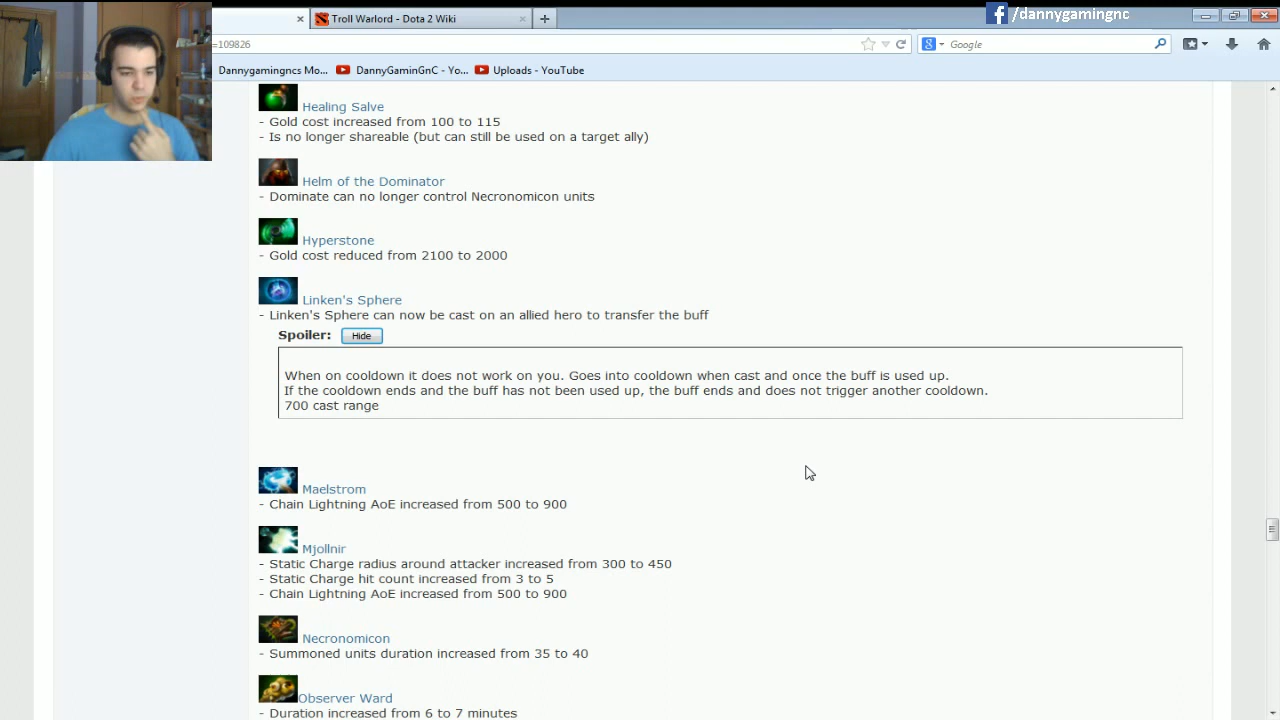 Troll Warlord - Dota 2 Wiki
/dannygamingnc
=109826
Google
Dannygamingncs Mo...
DannyGaminGnC - Yo...
Uploads - YouTube
Healing Salve
- Gold cost increased from 100 to 115
- Is no longer shareable (but can still be used on a target ally)
Helm of the Dominator
- Dominate can no longer control Necronomicon units
Hyperstone
- Gold cost reduced from 2100 to 2000
Linken's Sphere
- Linken's Sphere can now be cast on an allied hero to transfer the buff
Spoiler: Hide
When on cooldown it does not work on you. Goes into cooldown when cast and once the buff is used up.
If the cooldown ends and the buff has not been used up, the buff ends and does not trigger another cooldown.
700 cast range
Maelstrom
- Chain Lightning AoE increased from 500 to 900
Mjollnir
- Static Charge radius around attacker increased from 300 to 450
- Static Charge hit count increased from 3 to 5
- Chain Lightning AoE increased from 500 to 900
Necronomicon
- Summoned units duration increased from 35 to 40
Observer Ward
- Duration increased from 6 to 7 minutes